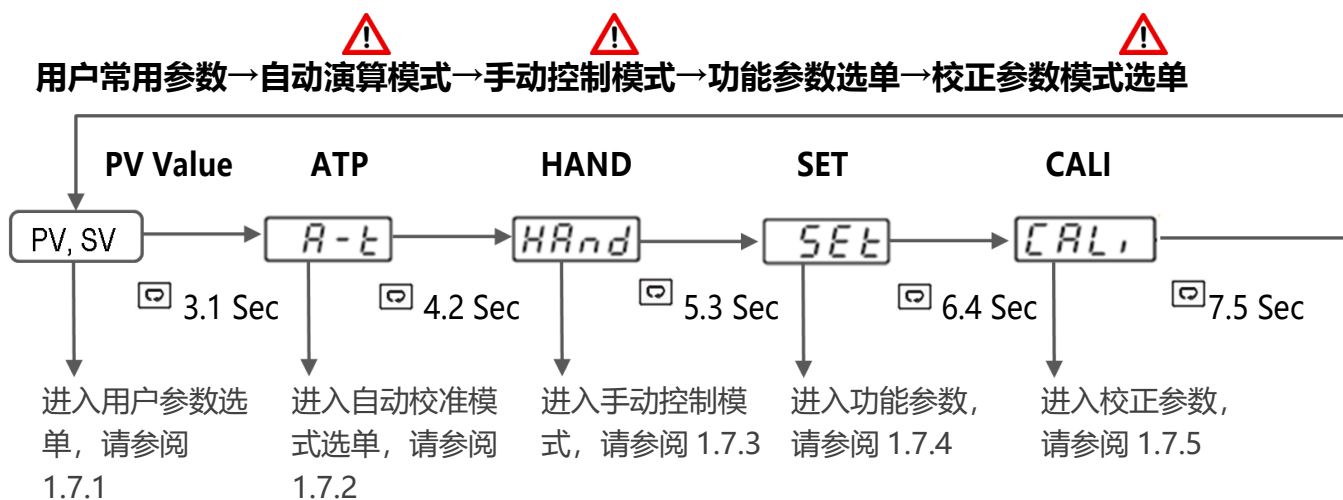 用户常用参数→自动演算模式→手动控制模式→功能参数选单→校正参数模式选单
PV Value ATP HAND SET CALI
PV, SV A-t HAnd SEt CALi
3.1 Sec 4.2 Sec 5.3 Sec 6.4 Sec 7.5 Sec
进入用户参数选
单，请参阅
1.7.1
进入自动校准模
式选单，请参阅
1.7.2
进入手动控制模
式，请参阅 1.7.3
进入功能参数，
请参阅 1.7.4
进入校正参数，
请参阅 1.7.5